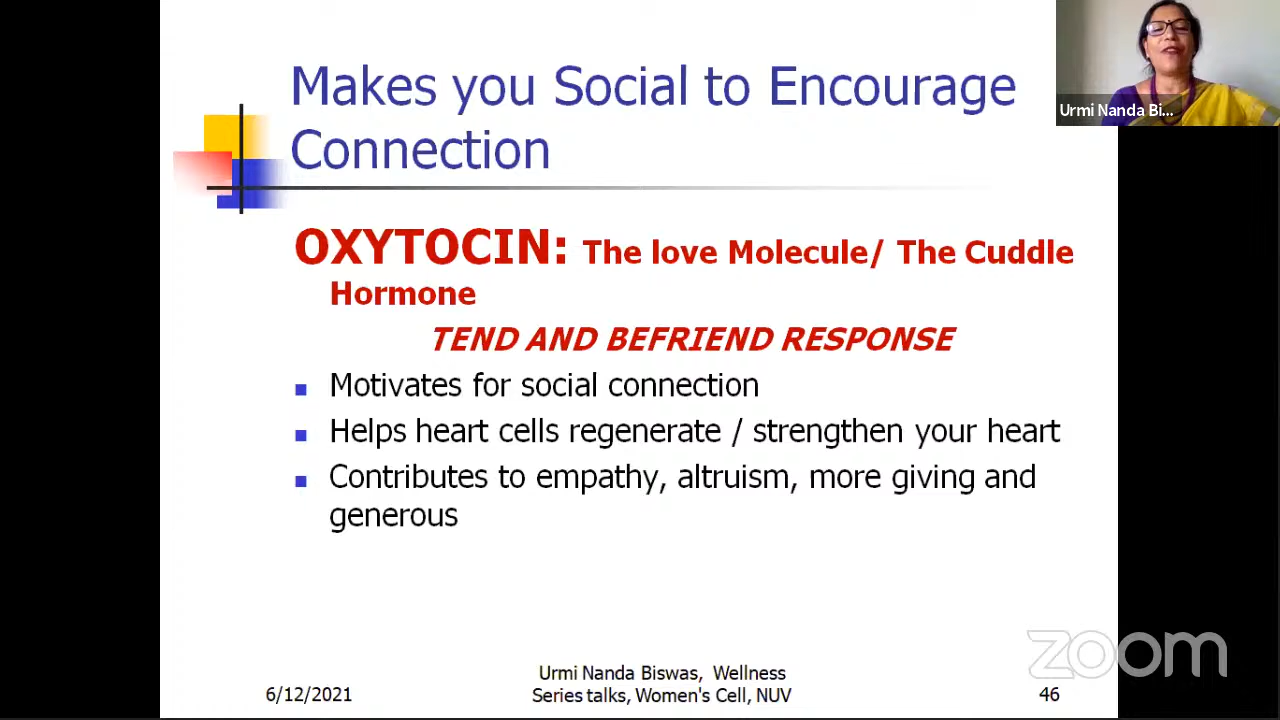 Makes you Social to Encourage
Connection
Urmi Nanda Bi...
OXYTOCIN: The love Molecule/ The Cuddle
Hormone
TEND AND BEFRIEND RESPONSE
Motivates for social connection
Helps heart cells regenerate / strengthen your heart
Contributes to empathy, altruism, more giving and
generous
zoom
6/12/2021
Urmi Nanda Biswas, Wellness
Series talks, Women's Cell, NUV
46